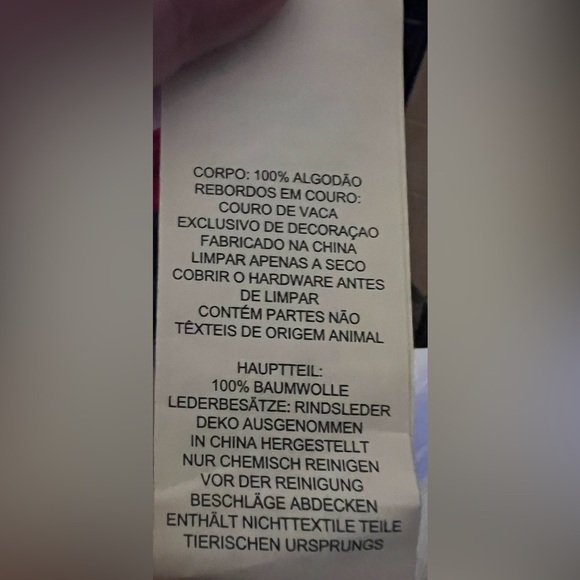 CORPO: 100% ALGODÃO
REBORDOS EM COURO:
COURO DE VACA
EXCLUSIVO DE DECORAÇAO
FABRICADO NA CHINA
LIMPAR APENAS A SECO
COBRIR O HARDWARE ANTES
DE LIMPAR
CONTÉM PARTES NÃO
TÊXTEIS DE ORIGEM ANIMAL
HAUPTTEIL:
100% BAUMWOLLE
LEDERBESÄTZE: RINDSLEDER
DEKO AUSGENOMMEN
IN CHINA HERGESTELLT
NUR CHEMISCH REINIGEN
VOR DER REINIGUNG
BESCHLÄGE ABDECKEN
ENTHÄLT NICHTTEXTILE TEILE
TIERISCHEN URSPRUNGS